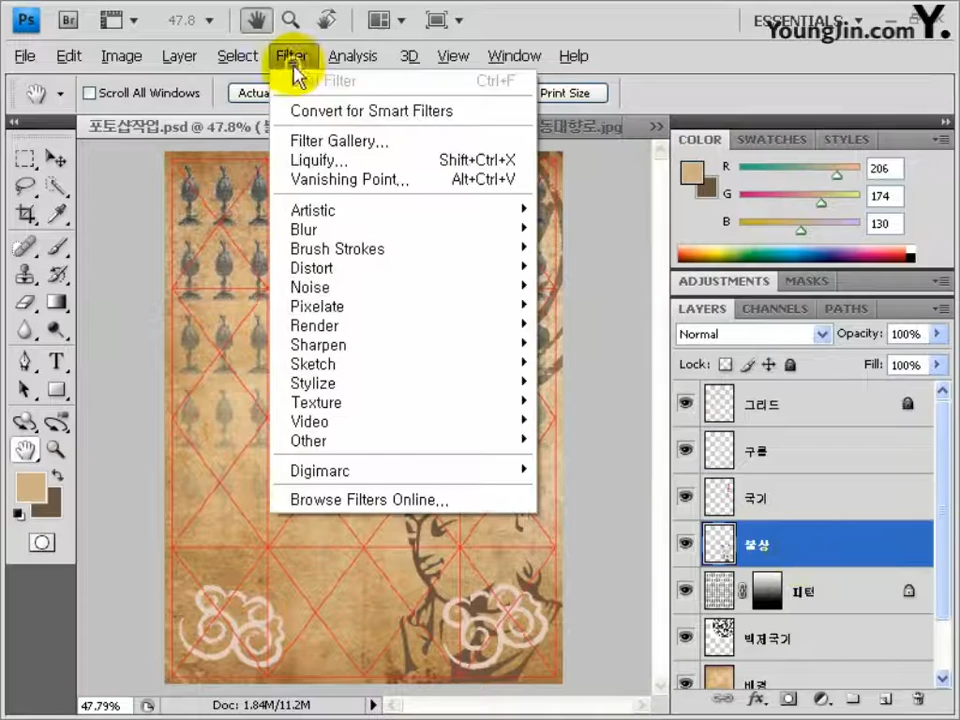 Ps Br 47.8 ESSENTIALS
YoungJin.com Y.
File Edit Image Layer Select Filter Analysis 3D View Window Help
Scroll All Windows Actua Print Size
Filter Ctrl+F
Convert for Smart Filters
Filter Gallery...
Liquify... Shift+Ctrl+X
Vanishing Point... Alt+Ctrl+V
Artistic
Blur
Brush Strokes
Distort
Noise
Pixelate
Render
Sharpen
Sketch
Stylize
Texture
Video
Other
Digimarc
Browse Filters Online...
포토샵작업.psd @ 47.8% ( 동대향로.jpg
COLOR SWATCHES STYLES
R 206
G 174
B 130
ADJUSTMENTS MASKS
LAYERS CHANNELS PATHS
Normal Opacity: 100%
Lock: Fill: 100%
그리드
구름
국기
불상
패턴
백제국기
배경
47.79% Doc: 1.84M/11.2M